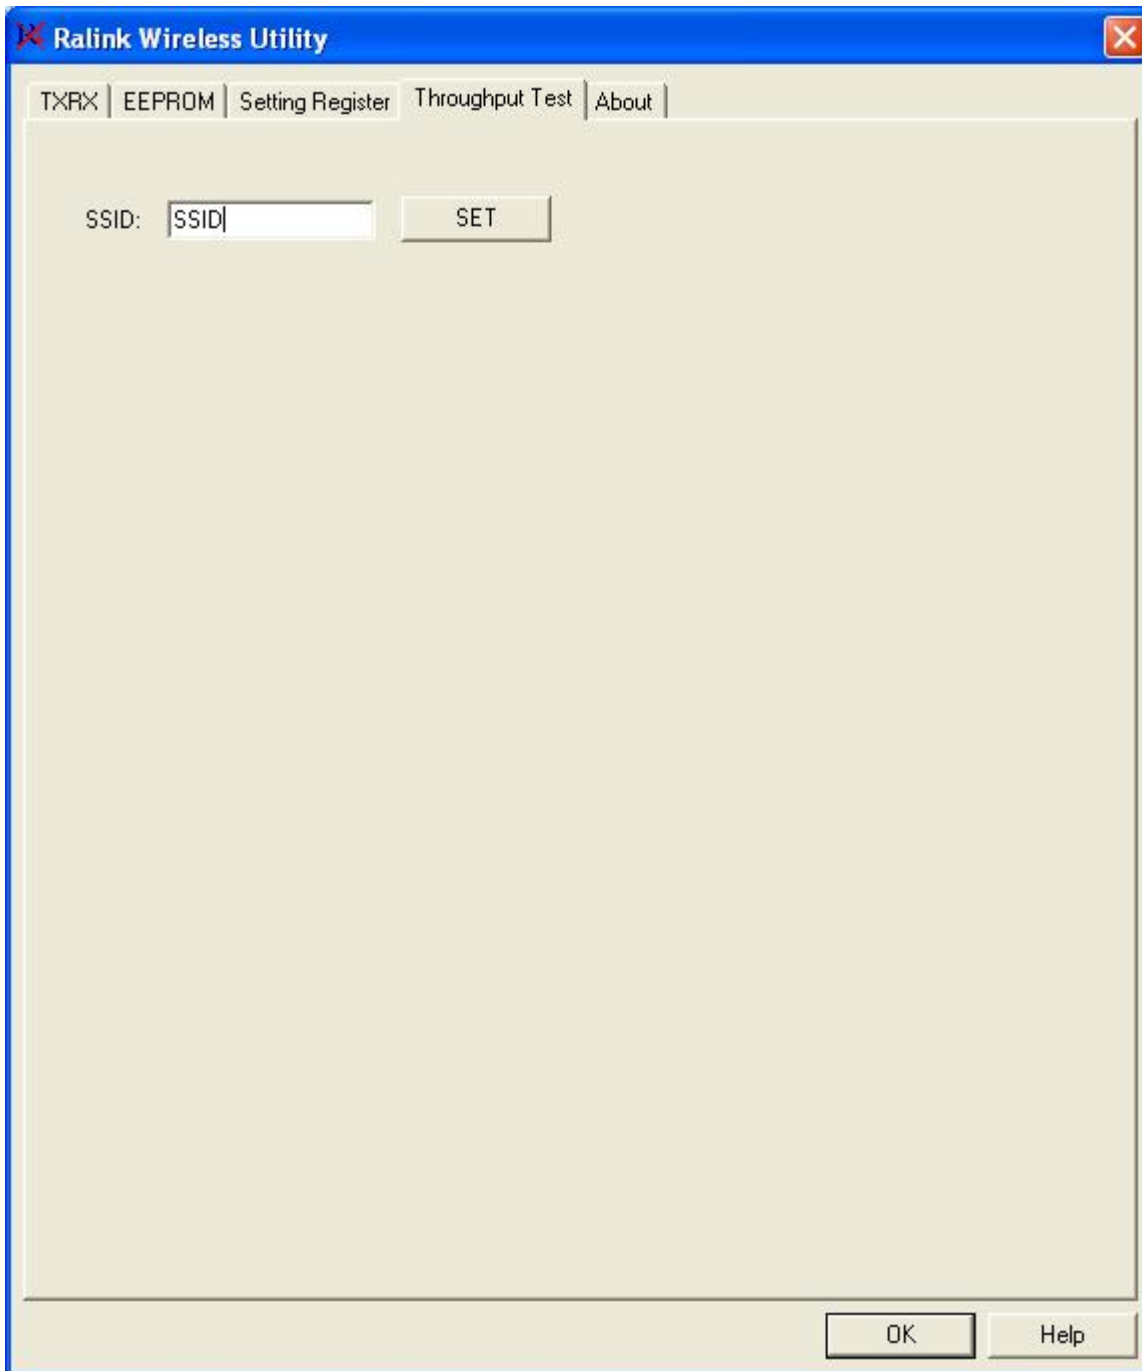 Ralink Wireless Utility
TXRX EEPROM Setting Register Throughput Test About
SSID: SSID SET
OK Help